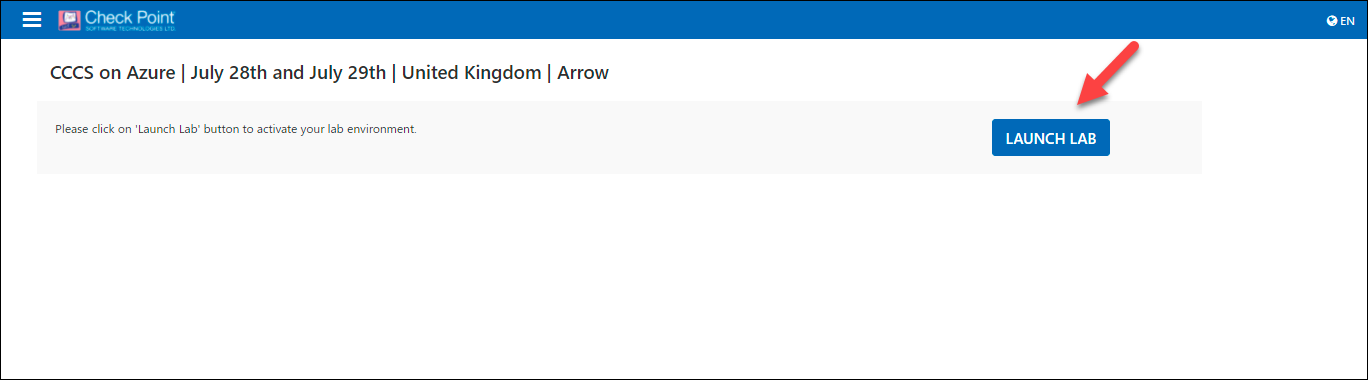 Check Point
SOFTWARE TECHNOLOGIES LTD.
EN
CCCS on Azure | July 28th and July 29th | United Kingdom | Arrow
Please click on 'Launch Lab' button to activate your lab environment.
LAUNCH LAB